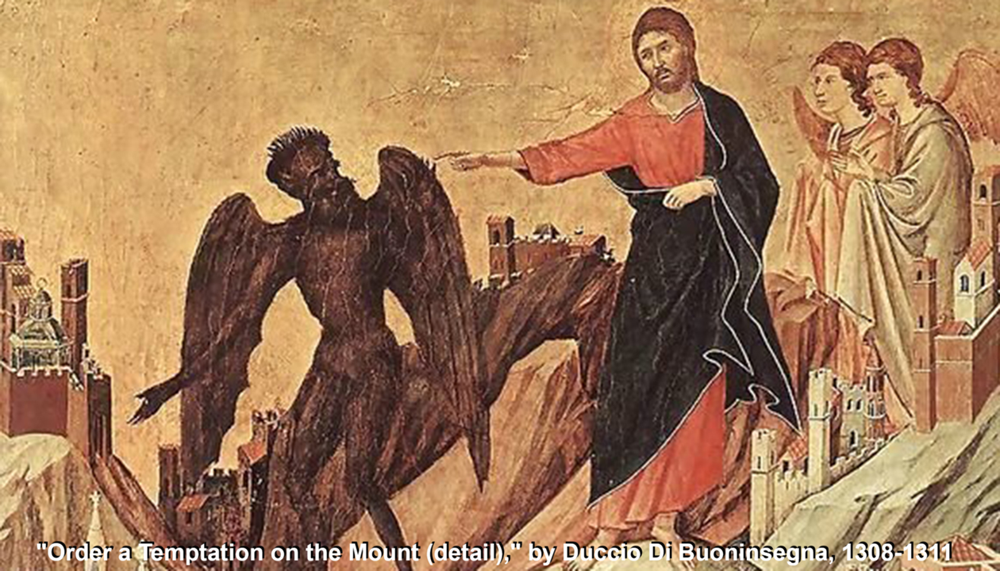 "Order a Temptation on the Mount (detail)," by Duccio Di Buoninsegna, 1308-1311